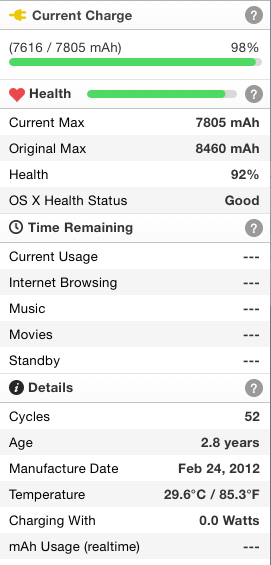 Current Charge ?
(7616 / 7805 mAh) 98%
Health ?
Current Max 7805 mAh
Original Max 8460 mAh
Health 92%
OS X Health Status Good
Time Remaining ?
Current Usage ---
Internet Browsing ---
Music ---
Movies ---
Standby ---
Details ?
Cycles 52
Age 2.8 years
Manufacture Date Feb 24, 2012
Temperature 29.6°C / 85.3°F
Charging With 0.0 Watts
mAh Usage (realtime) ---